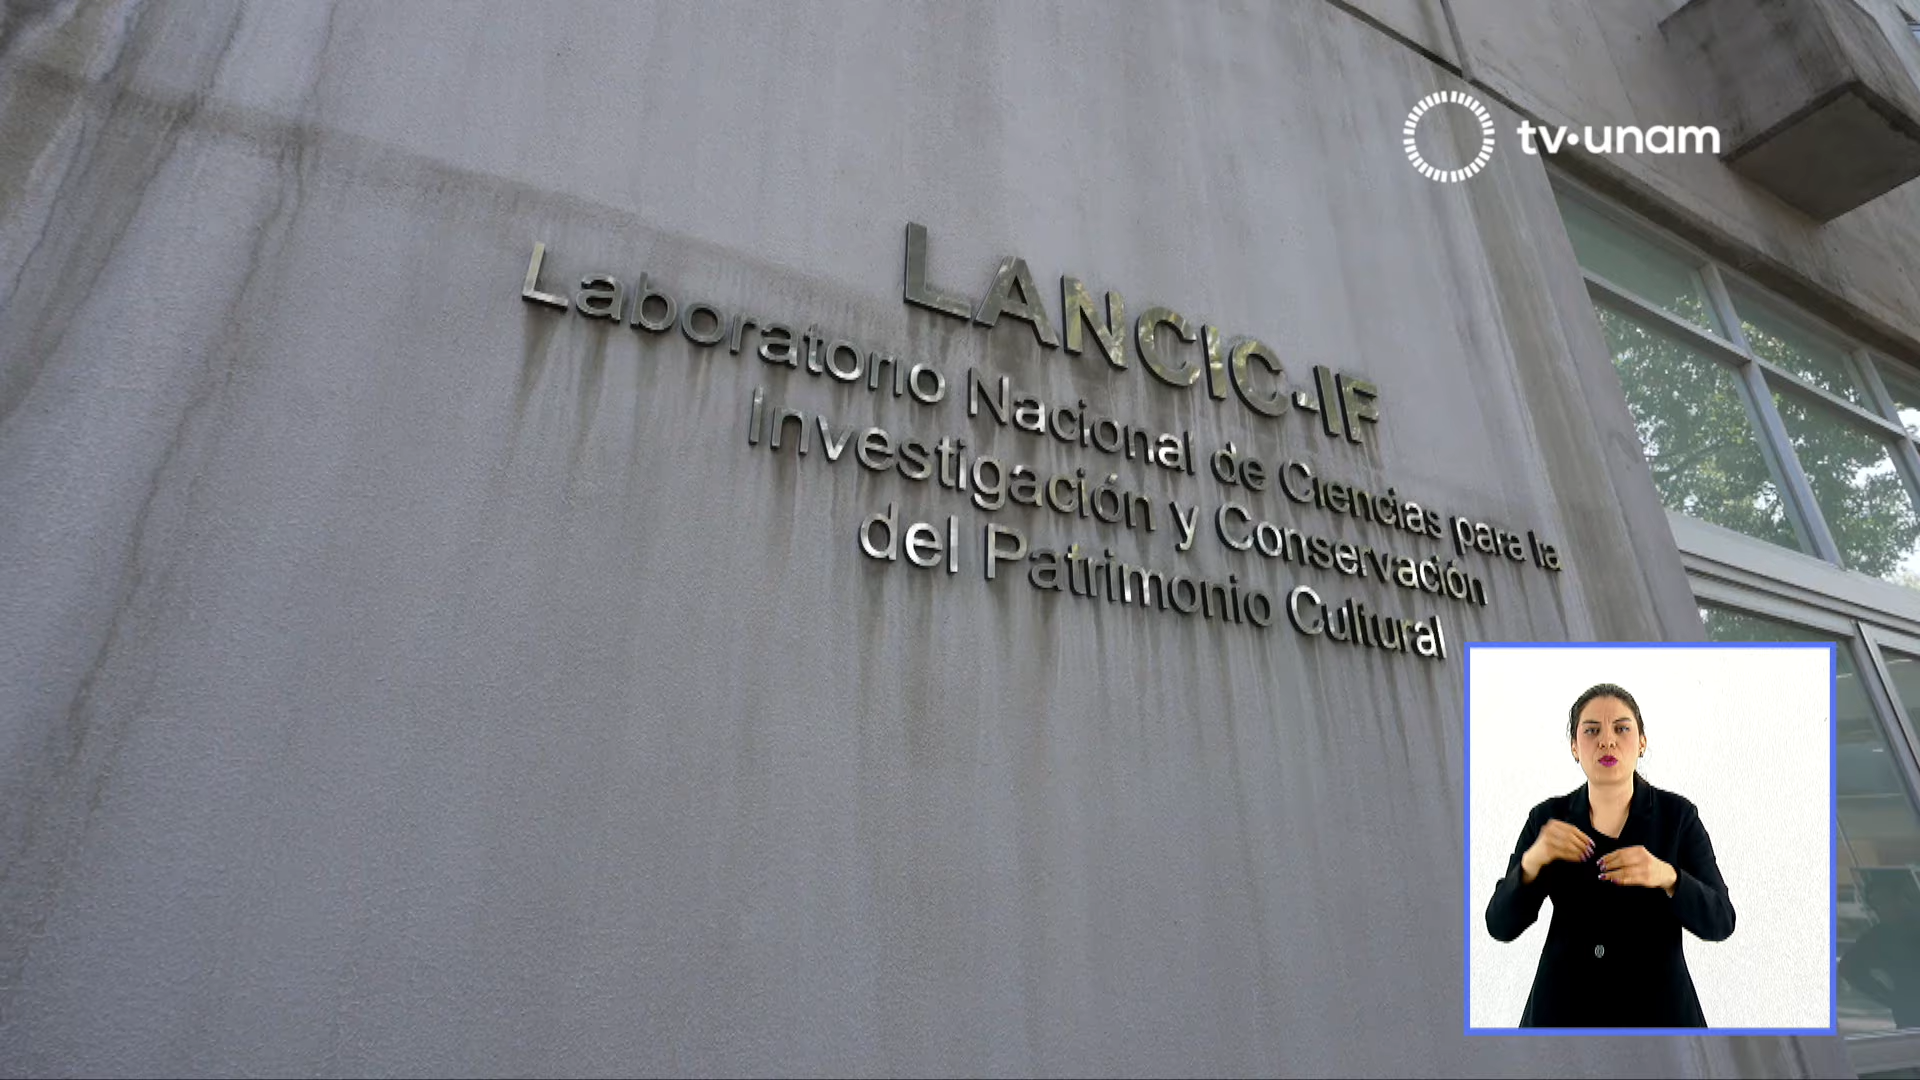 tv·unam
LANCIC-IF
Laboratorio Nacional de Ciencias para la
Investigación y Conservación
del Patrimonio Cultural